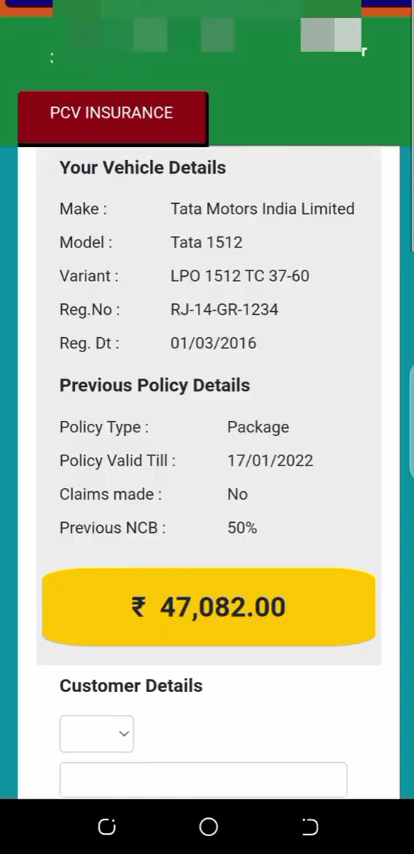 PCV INSURANCE
Your Vehicle Details
Make : Tata Motors India Limited
Model : Tata 1512
Variant : LPO 1512 TC 37-60
Reg.No : RJ-14-GR-1234
Reg. Dt : 01/03/2016
Previous Policy Details
Policy Type : Package
Policy Valid Till : 17/01/2022
Claims made : No
Previous NCB : 50%
₹ 47,082.00
Customer Details